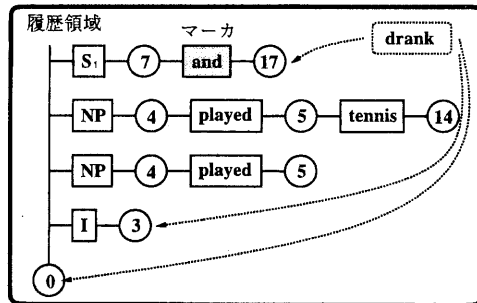 履歴領域
マーカ
drank
S1 7 and 17
NP 4 played 5 tennis 14
NP 4 played 5
I 3
0